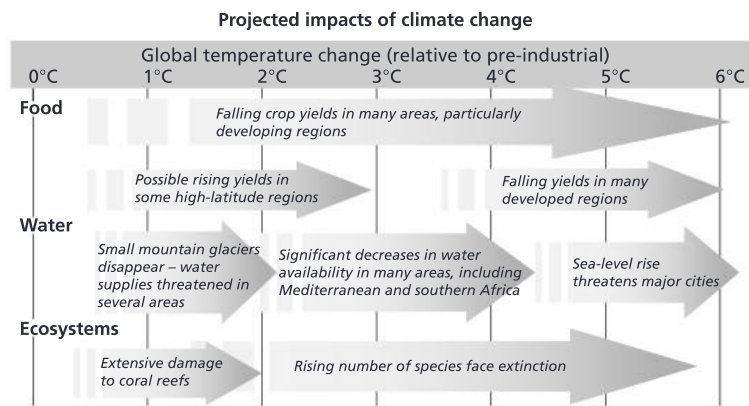 Projected impacts of climate change
Global temperature change (relative to pre-industrial)
0°C 1°C 2°C 3°C 4°C 5°C 6°C
Food
Falling crop yields in many areas, particularly
developing regions
Possible rising yields in
some high-latitude regions
Falling yields in many
developed regions
Water
Small mountain glaciers
disappear – water
supplies threatened in
several areas
Significant decreases in water
availability in many areas, including
Mediterranean and southern Africa
Sea-level rise
threatens major cities
Ecosystems
Extensive damage
to coral reefs
Rising number of species face extinction